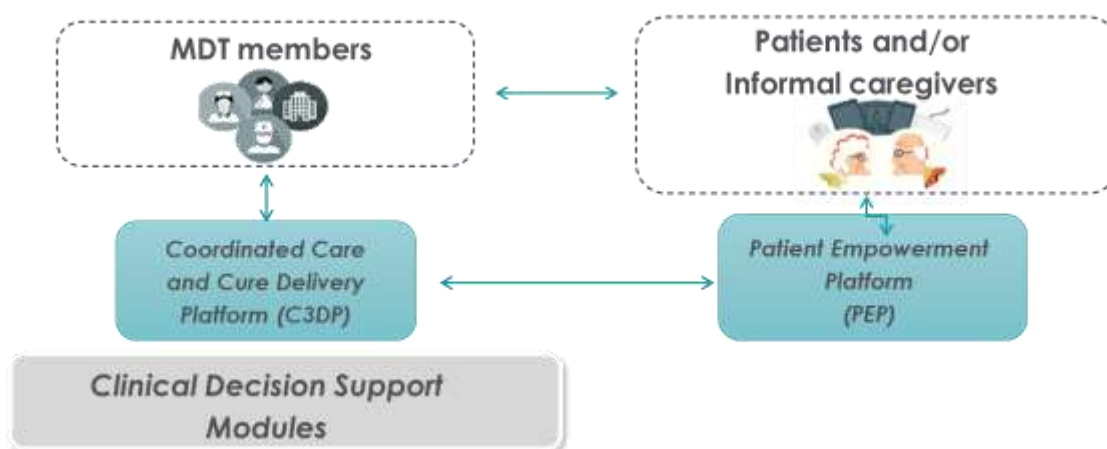 MDT members
Patients and/or
Informal caregivers
Coordinated Care
and Cure Delivery
Platform (C3DP)
Patient Empowerment
Platform
(PEP)
Clinical Decision Support
Modules